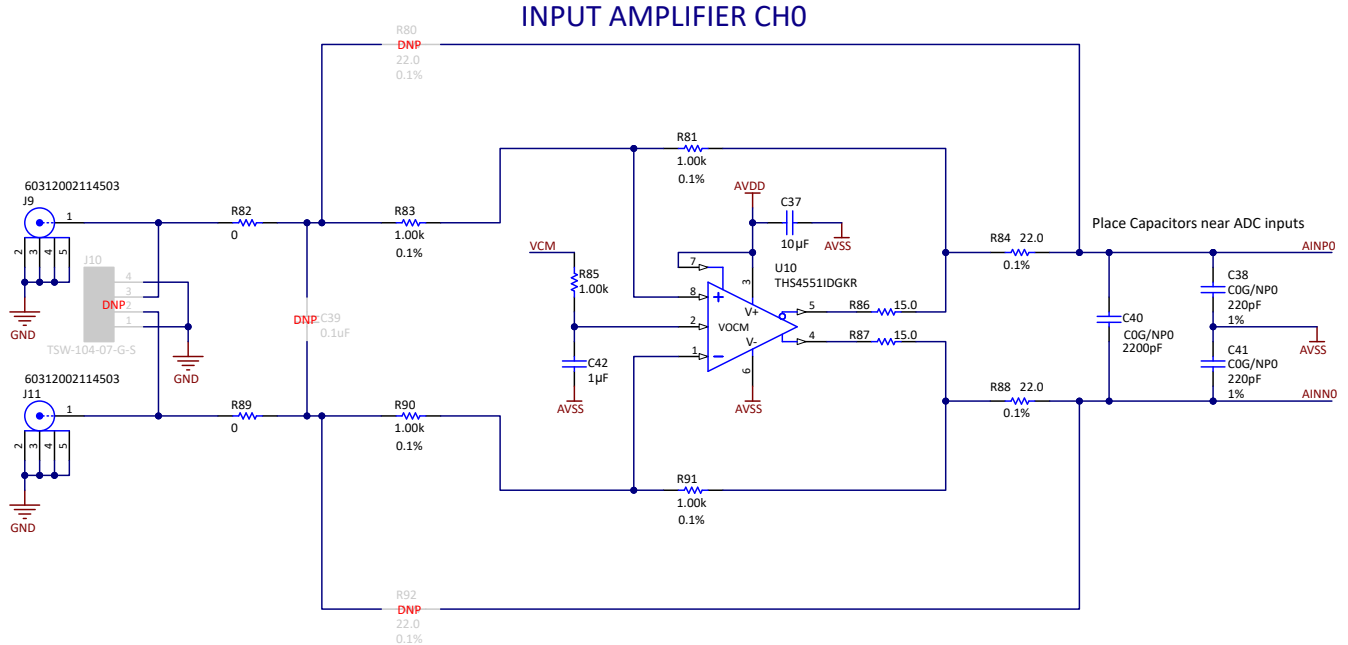 INPUT AMPLIFIER CH0
R80
DNP
22.0
0.1%
R81
1.00k
0.1%
60312002114503
J9
1
2 3 4 5
GND
R82
0
R83
1.00k
0.1%
AVDD
C37
10µF
AVSS
Place Capacitors near ADC inputs
VCM
R85
1.00k
U10
THS4551IDGKR
7
3
8
V+
5
R86 15.0
2
VOCM
1
V-
4
R87 15.0
6
AVSS
R84 22.0
0.1%
AINP0
C38
C0G/NP0
220pF
1%
C40
C0G/NP0
2200pF
AVSS
C41
C0G/NP0
220pF
1%
J10
4
3
2
1
DNP
TSW-104-07-G-S
GND
DNP
C39
0.1uF
C42
1µF
AVSS
R88 22.0
0.1%
AINN0
60312002114503
J11
1
2 3 4 5
GND
R89
0
R90
1.00k
0.1%
R91
1.00k
0.1%
R92
DNP
22.0
0.1%